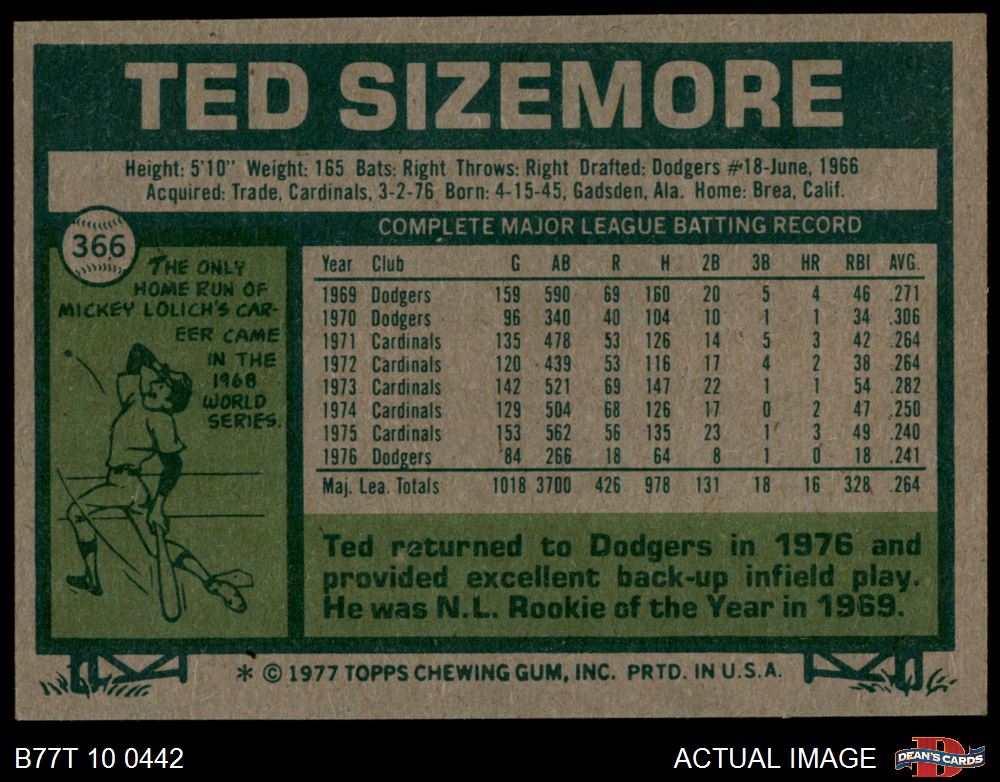 TED SIZEMORE
Height: 5'10" Weight: 165 Bats: Right Throws: Right Drafted: Dodgers #18-June, 1966
Acquired: Trade, Cardinals, 3-2-76 Born: 4-15-45, Gadsden, Ala. Home: Brea, Calif.
366
THE ONLY
HOME RUN OF
MICKEY LOLICH'S CAR-
EER CAME
IN THE
1968
WORLD
SERIES.
COMPLETE MAJOR LEAGUE BATTING RECORD
Year Club G AB R H 2B 3B HR RBI AVG.
1969 Dodgers 159 590 69 160 20 5 4 46 .271
1970 Dodgers 96 340 40 104 10 1 1 34 .306
1971 Cardinals 135 478 53 126 14 5 3 42 .264
1972 Cardinals 120 439 53 116 17 4 2 38 .264
1973 Cardinals 142 521 69 147 22 1 1 54 .282
1974 Cardinals 129 504 68 126 17 0 2 47 .250
1975 Cardinals 153 562 56 135 23 1 3 49 .240
1976 Dodgers 84 266 18 64 8 1 0 18 .241
Maj. Lea. Totals 1018 3700 426 978 131 18 16 328 .264
Ted returned to Dodgers in 1976 and
provided excellent back-up infield play.
He was N.L. Rookie of the Year in 1969.
* © 1977 TOPPS CHEWING GUM, INC. PRTD. IN U.S.A.
B77T 10 0442
ACTUAL IMAGE
D
DEAN'S CARDS